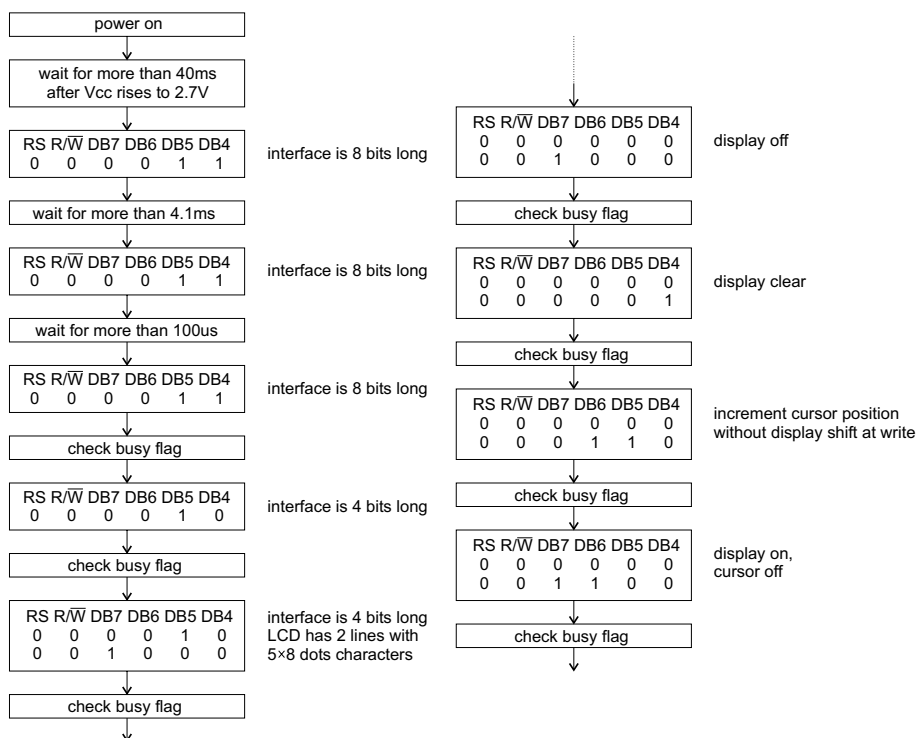 power on
wait for more than 40ms
after Vcc rises to 2.7V
RS R/W̅ DB7 DB6 DB5 DB4
0 0 0 0 1 1
interface is 8 bits long
wait for more than 4.1ms
RS R/W̅ DB7 DB6 DB5 DB4
0 0 0 0 1 1
interface is 8 bits long
wait for more than 100us
RS R/W̅ DB7 DB6 DB5 DB4
0 0 0 0 1 1
interface is 8 bits long
check busy flag
RS R/W̅ DB7 DB6 DB5 DB4
0 0 0 0 1 0
interface is 4 bits long
check busy flag
RS R/W̅ DB7 DB6 DB5 DB4
0 0 0 0 1 0
0 0 1 0 0 0
interface is 4 bits long
LCD has 2 lines with
5×8 dots characters
check busy flag
RS R/W̅ DB7 DB6 DB5 DB4
0 0 0 0 0 0
0 0 1 0 0 0
display off
check busy flag
RS R/W̅ DB7 DB6 DB5 DB4
0 0 0 0 0 0
0 0 0 0 0 1
display clear
check busy flag
RS R/W̅ DB7 DB6 DB5 DB4
0 0 0 0 0 0
0 0 0 1 1 0
increment cursor position
without display shift at write
check busy flag
RS R/W̅ DB7 DB6 DB5 DB4
0 0 0 0 0 0
0 0 1 1 0 0
display on,
cursor off
check busy flag